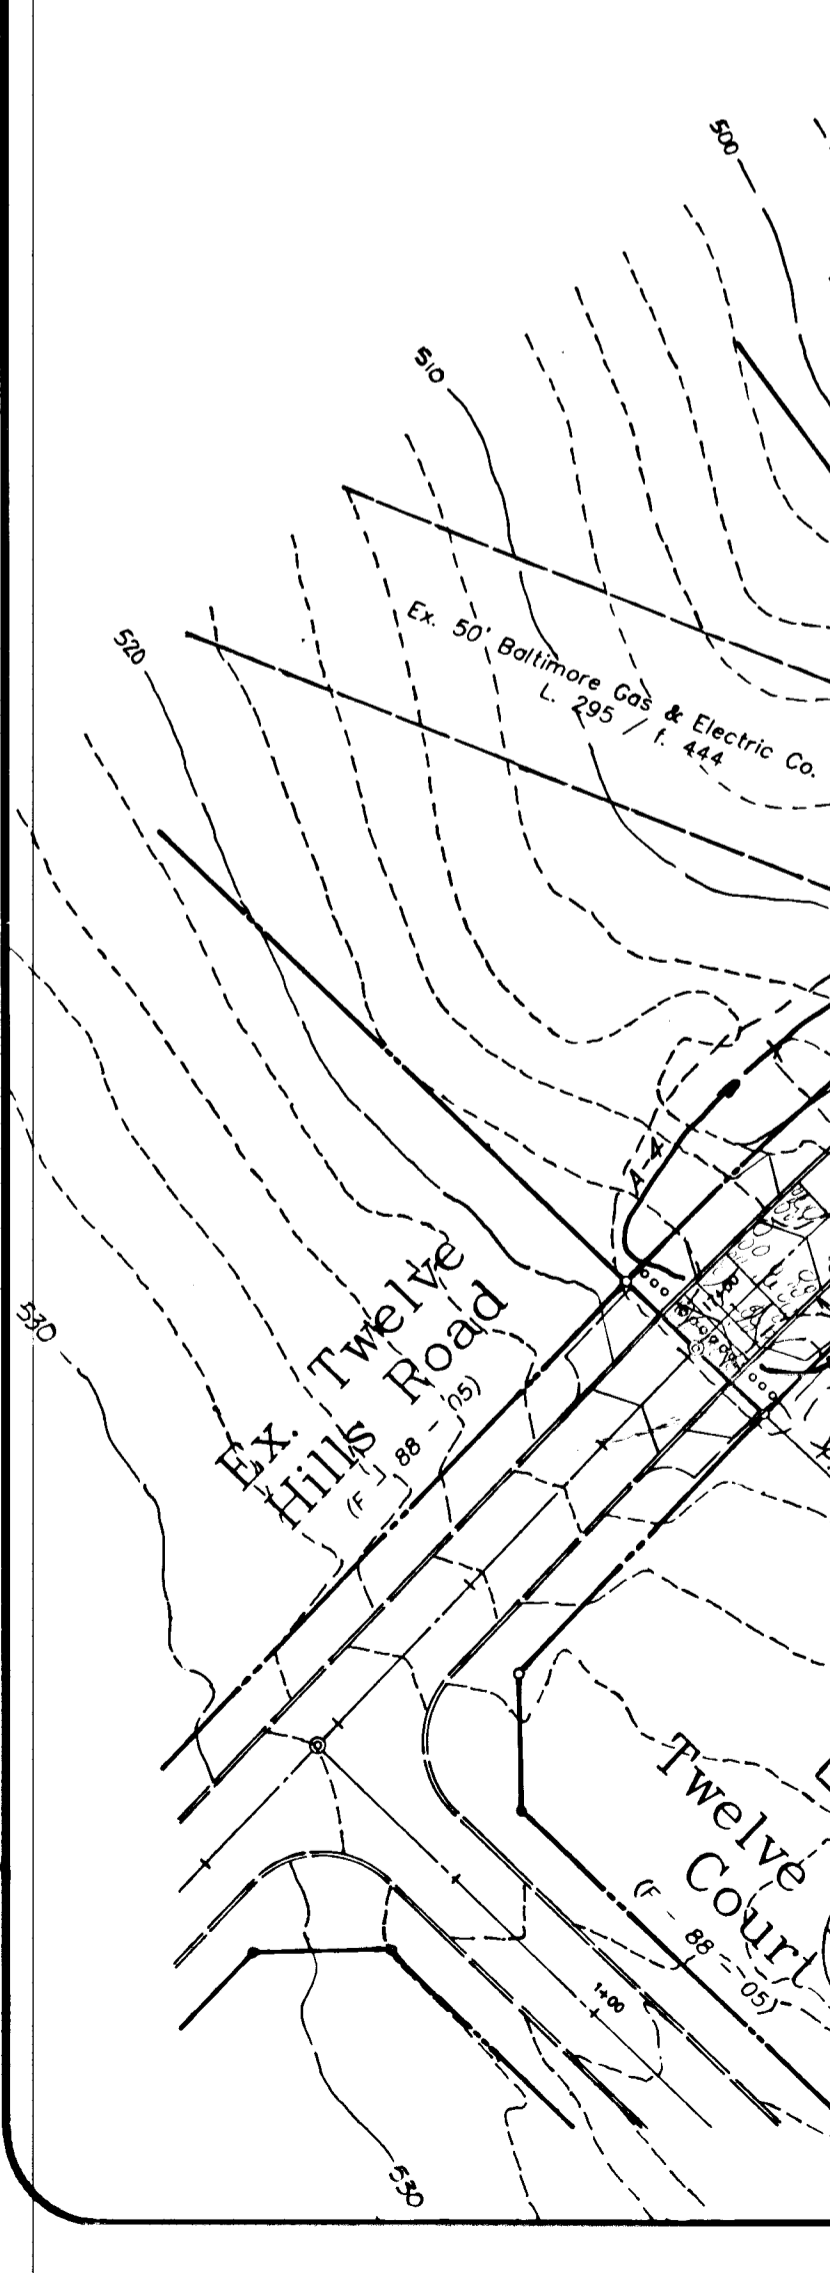 500
510
Ex. 50' Baltimore Gas & Electric Co.
L. 295 / f. 444
520
A-4
530
Ex. Twelve
Hills Road
(F - 88 - 05)
Twelve
Court
(F - 88 - 05)
1+00
530